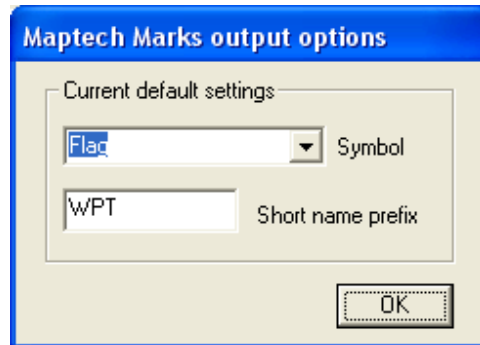 Maptech Marks output options
Current default settings
Flag Symbol
WPT Short name prefix
OK